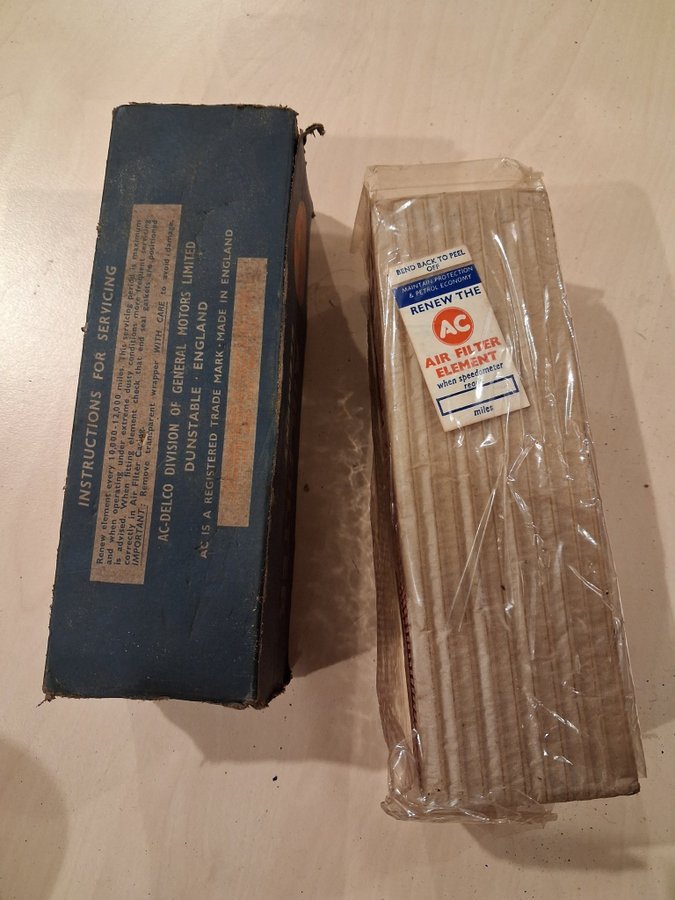 INSTRUCTIONS FOR SERVICING
Renew element every 10,000-12,000 miles. This servicing period is maximum
and when operating under extreme dusty conditions more frequent servicing
is advised. When fitting element check that end seal gaskets are positioned
correctly in Air Filter Casing.
IMPORTANT: Remove transparent wrapper WITH CARE to avoid damage.
AC-DELCO DIVISION OF GENERAL MOTORS LIMITED
DUNSTABLE · ENGLAND
AC IS A REGISTERED TRADE MARK · MADE IN ENGLAND
BEND BACK TO PEEL
OFF
MAINTAIN PROTECTION
& PETROL ECONOMY
RENEW THE
AC
AIR FILTER
ELEMENT
when speedometer
miles